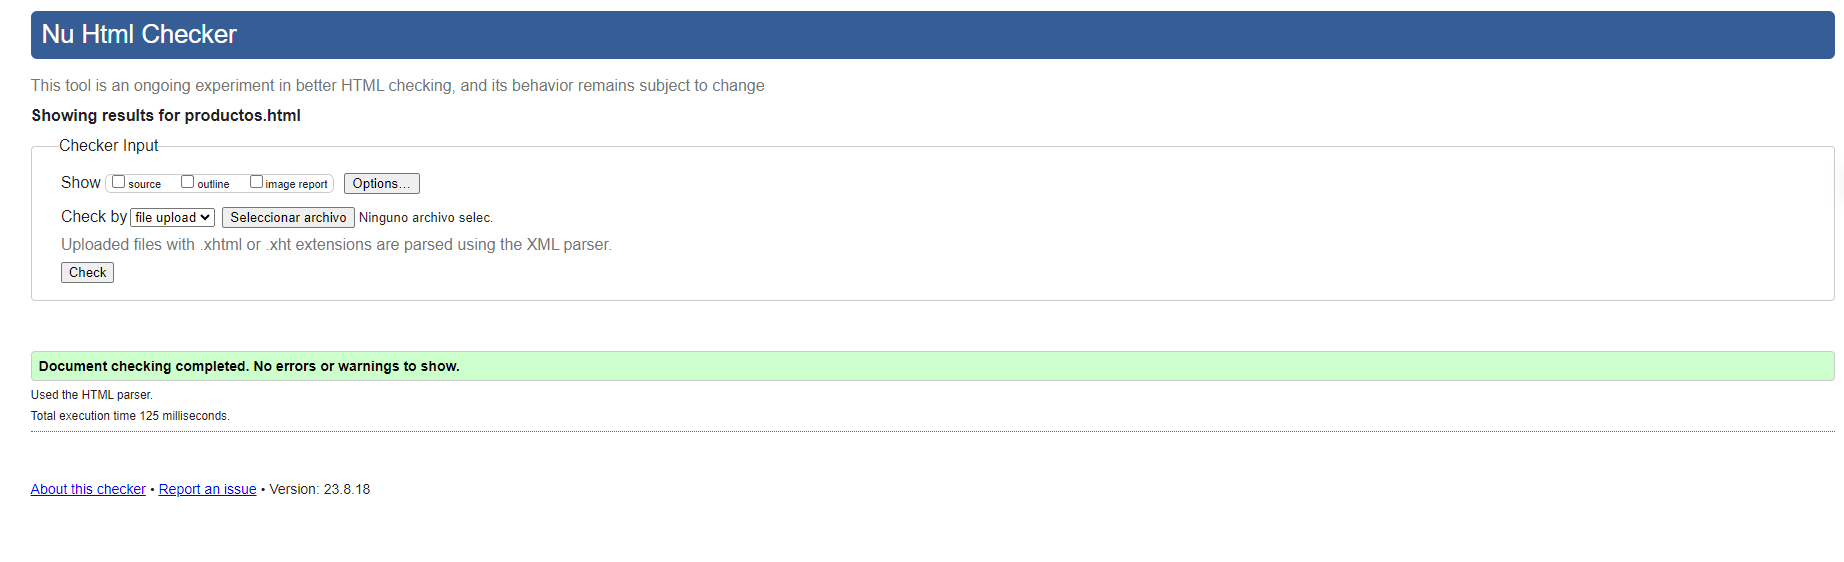 Nu Html Checker
This tool is an ongoing experiment in better HTML checking, and its behavior remains subject to change
Showing results for productos.html
Checker Input
Show source outline image report Options...
Check by file upload Seleccionar archivo Ninguno archivo selec.
Uploaded files with .xhtml or .xht extensions are parsed using the XML parser.
Check
Document checking completed. No errors or warnings to show.
Used the HTML parser.
Total execution time 125 milliseconds.
About this checker • Report an issue • Version: 23.8.18